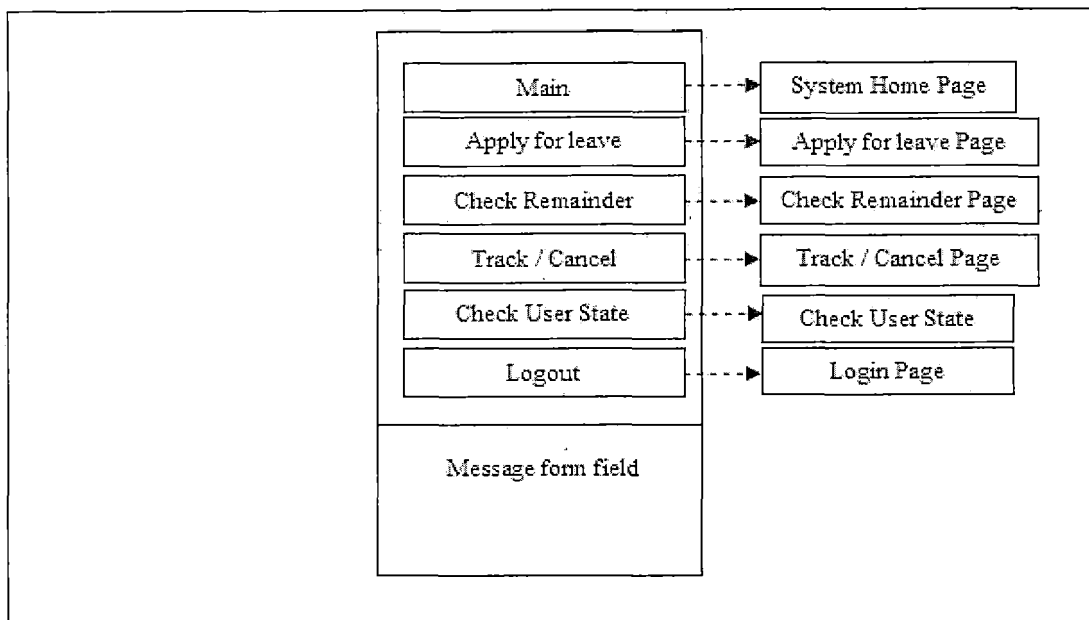 Main
System Home Page
Apply for leave
Apply for leave Page
Check Remainder
Check Remainder Page
Track / Cancel
Track / Cancel Page
Check User State
Check User State
Logout
Login Page
Message form field